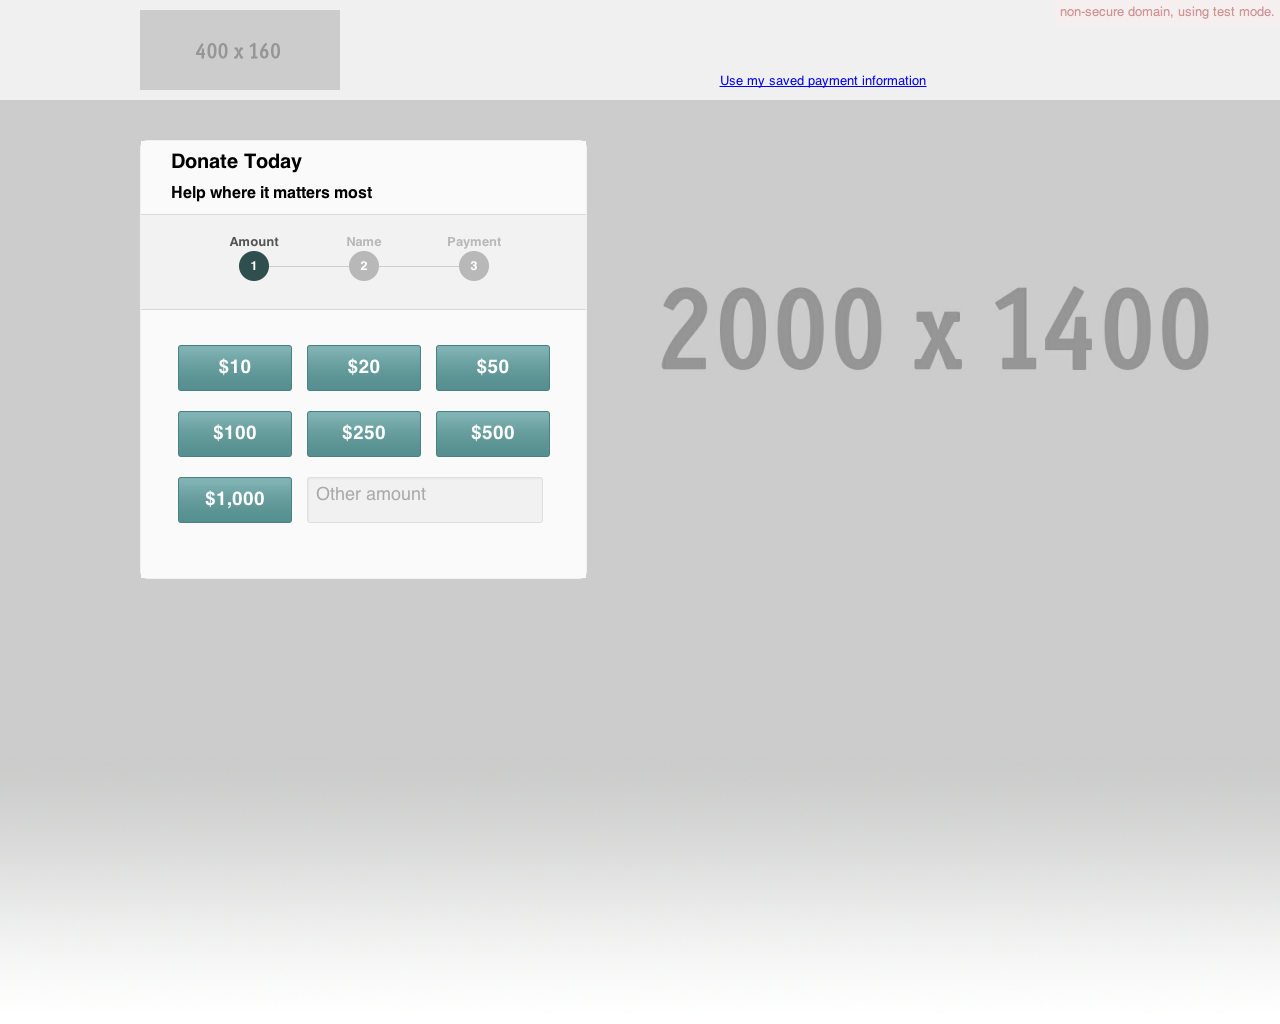 non-secure domain, using test mode.
400 x 160
Use my saved payment information
Donate Today
Help where it matters most
Amount Name Payment
1 2 3
2000 x 1400
$10 $20 $50
$100 $250 $500
$1,000 Other amount